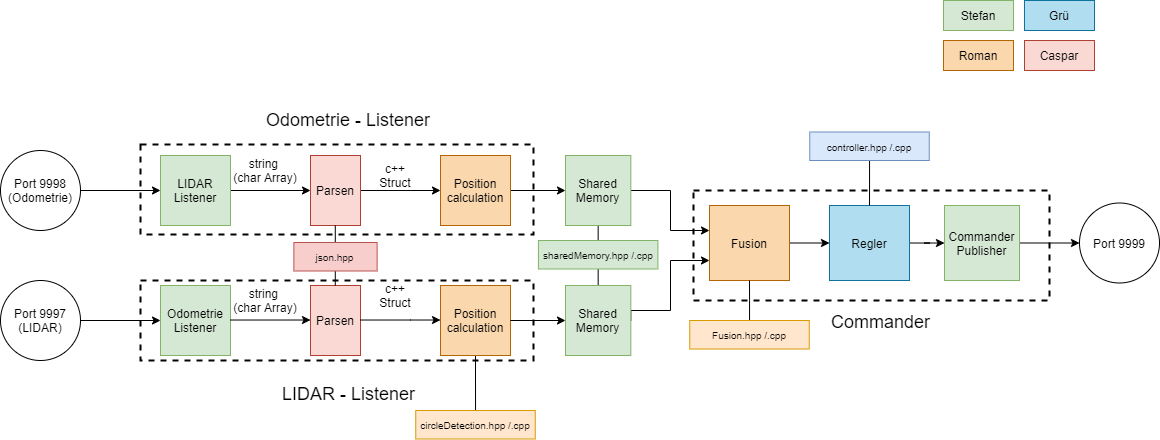 Stefan
Grü
Roman
Caspar
Odometrie - Listener
Port 9998
(Odometrie)
LIDAR
Listener
string
(char Array)
Parsen
c++
Struct
Position
calculation
Shared
Memory
controller.hpp /.cpp
json.hpp
sharedMemory.hpp /.cpp
Fusion
Regler
Commander
Publisher
Port 9999
Port 9997
(LIDAR)
Odometrie
Listener
string
(char Array)
Parsen
c++
Struct
Position
calculation
Shared
Memory
Commander
Fusion.hpp /.cpp
LIDAR - Listener
circleDetection.hpp /.cpp